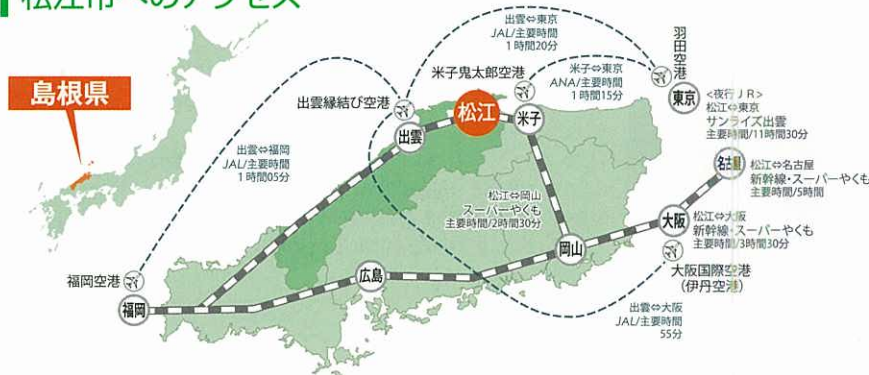 松江市へのアクセス
島根県
出雲⇔東京
JAL/主要時間
1時間20分
羽田空港
米子鬼太郎空港
米子⇔東京
ANA/主要時間
1時間15分
東京
<夜行JR>
松江⇔東京
サンライズ出雲
主要時間/11時間30分
出雲縁結び空港
松江
米子
出雲
出雲⇔福岡
JAL/主要時間
1時間05分
名古屋
松江⇔名古屋
新幹線・スーパーやくも
主要時間/5時間
松江⇔岡山
スーパーやくも
主要時間/2時間30分
大阪
松江⇔大阪
新幹線・スーパーやくも
主要時間/3時間30分
岡山
大阪国際空港
(伊丹空港)
広島
福岡空港
福岡
出雲⇔大阪
JAL/主要時間
55分